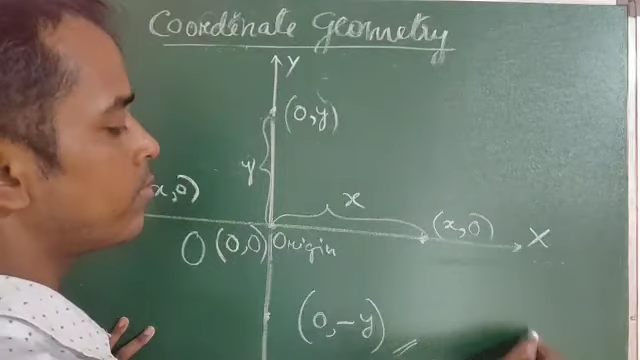 Coordinate Geometry
Y
(0, y)
y
x
x, 0)
(x, 0)
X
O (0, 0) Origin
(0, -y)